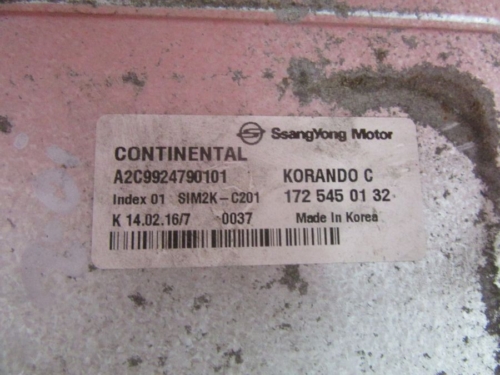 SsangYong Motor
CONTINENTAL
A2C9924790101 KORANDO C
Index 01 SIM2K-C201 172 545 01 32
K 14.02.16/7 0037 Made In Korea